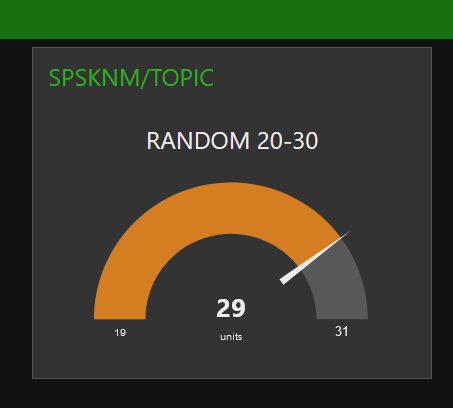 SPSKNM/TOPIC
RANDOM 20-30
29
units
19
31